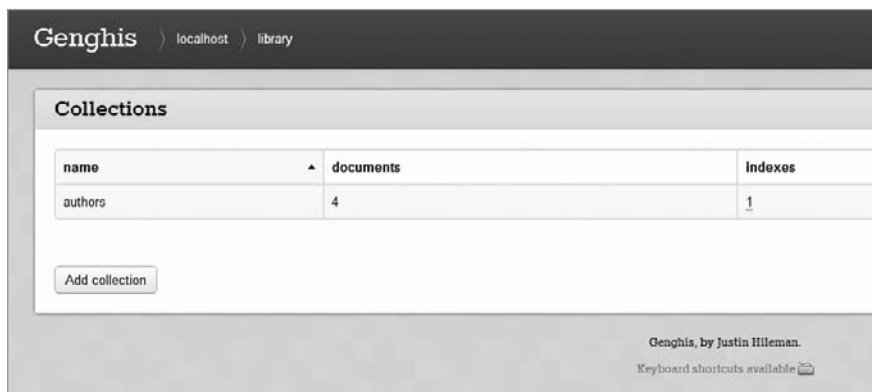 Genghis localhost library
Collections
name documents indexes
authors 4 1
Add collection
Genghis, by Justin Hileman.
Keyboard shortcuts available